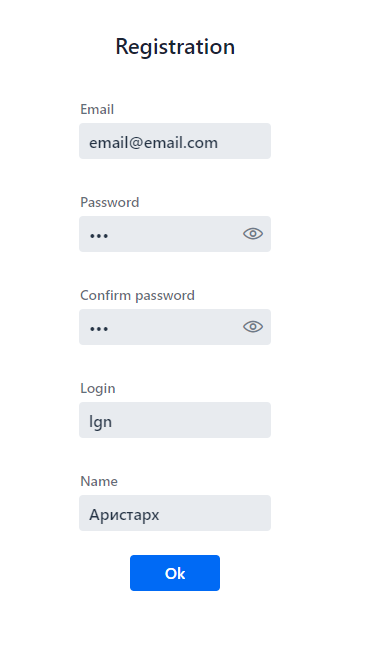 Registration
Email
email@email.com
Password
•••
Confirm password
•••
Login
lgn
Name
Аристарх
Ok